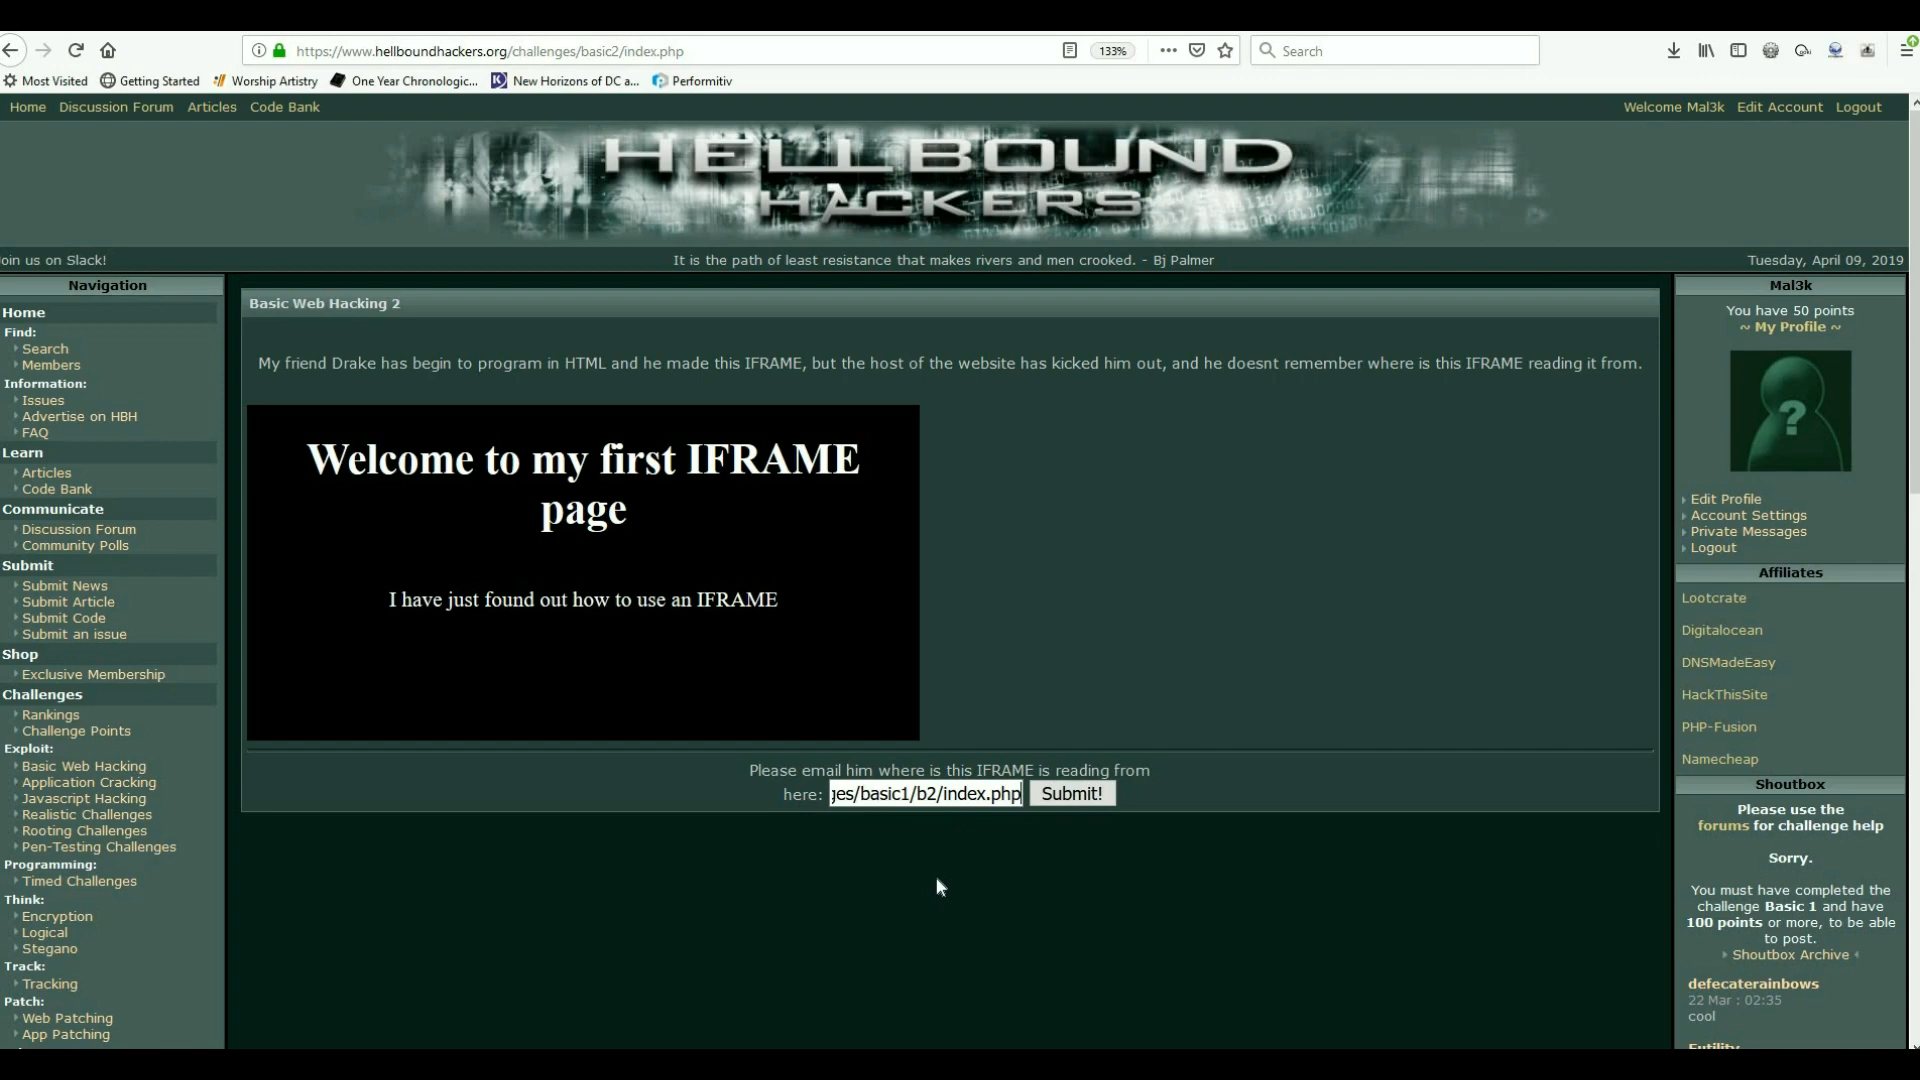 https://www.hellboundhackers.org/challenges/basic2/index.php
133%
Search
Most Visited
Getting Started
Worship Artistry
One Year Chronologic...
New Horizons of DC a...
Performitiv
Home
Discussion Forum
Articles
Code Bank
Welcome Mal3k
Edit Account
Logout
HELLBOUND
HACKERS
oin us on Slack!
It is the path of least resistance that makes rivers and men crooked. - Bj Palmer
Tuesday, April 09, 2019
Navigation
Home
Find:
Search
Members
Information:
Issues
Advertise on HBH
FAQ
Learn
Articles
Code Bank
Communicate
Discussion Forum
Community Polls
Submit
Submit News
Submit Article
Submit Code
Submit an issue
Shop
Exclusive Membership
Challenges
Rankings
Challenge Points
Exploit:
Basic Web Hacking
Application Cracking
Javascript Hacking
Realistic Challenges
Rooting Challenges
Pen-Testing Challenges
Programming:
Timed Challenges
Think:
Encryption
Logical
Stegano
Track:
Tracking
Patch:
Web Patching
App Patching
Basic Web Hacking 2
My friend Drake has begin to program in HTML and he made this IFRAME, but the host of the website has kicked him out, and he doesnt remember where is this IFRAME reading it from.
Welcome to my first IFRAME
page
I have just found out how to use an IFRAME
Please email him where is this IFRAME is reading from
here: ges/basic1/b2/index.php Submit!
Mal3k
You have 50 points
~ My Profile ~
?
Edit Profile
Account Settings
Private Messages
Logout
Affiliates
Lootcrate
Digitalocean
DNSMadeEasy
HackThisSite
PHP-Fusion
Namecheap
Shoutbox
Please use the
forums for challenge help
Sorry.
You must have completed the
challenge Basic 1 and have
100 points or more, to be able
to post.
Shoutbox Archive
defecaterainbows
22 Mar : 02:35
cool
Futility